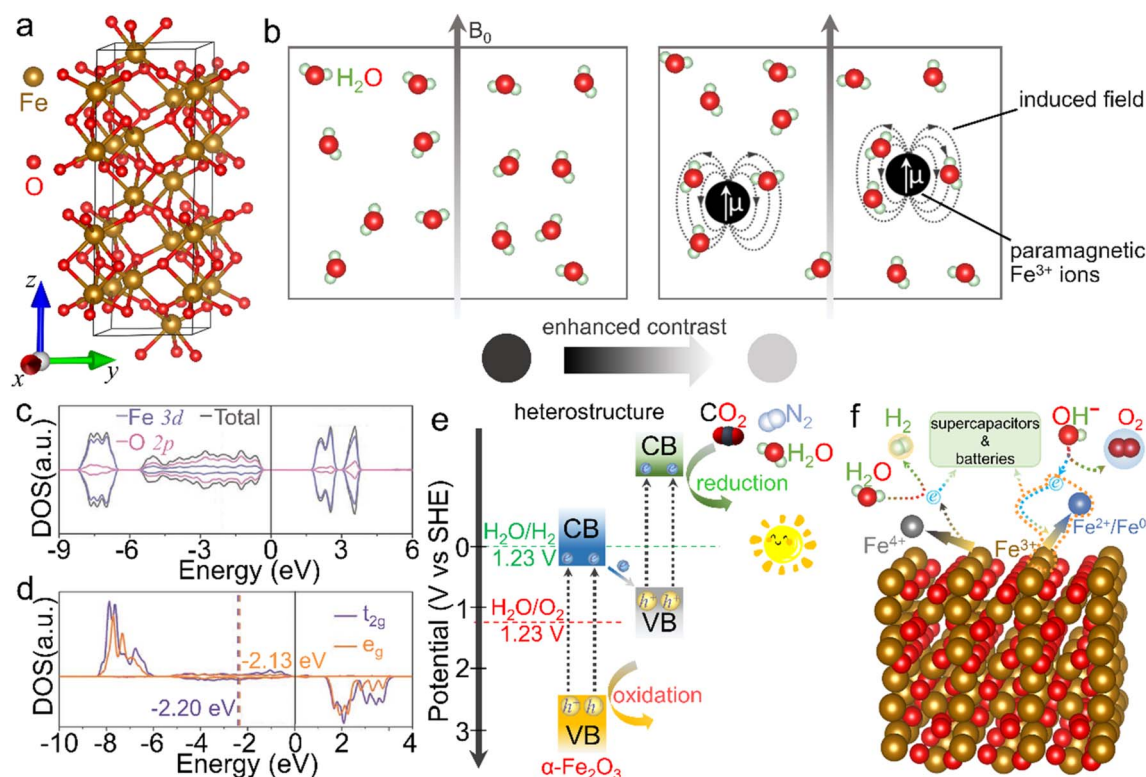 a
Fe
O
z
x
y
b
B₀
H₂O
μ
μ
induced field
paramagnetic
Fe³⁺ ions
enhanced contrast
c
Fe 3d
Total
O 2p
DOS(a.u.)
-9 -6 -3 0 3 6
Energy (eV)
d
t₂g
e_g
-2.13 eV
-2.20 eV
DOS(a.u.)
-10 -8 -6 -4 -2 0 2 4
Energy (eV)
e
heterostructure
Potential (V vs SHE)
0
1
2
3
H₂O/H₂
1.23 V
H₂O/O₂
1.23 V
CB
e⁻ e⁻
e⁻
h⁺ h⁺
VB
oxidation
α-Fe₂O₃
CB
e⁻ e⁻
h⁺ h⁺
VB
CO₂
N₂
H₂O
reduction
f
H₂
H₂O
supercapacitors
&
batteries
OH⁻
O₂
e⁻
e⁻
Fe⁴⁺
Fe³⁺
Fe²⁺/Fe⁰